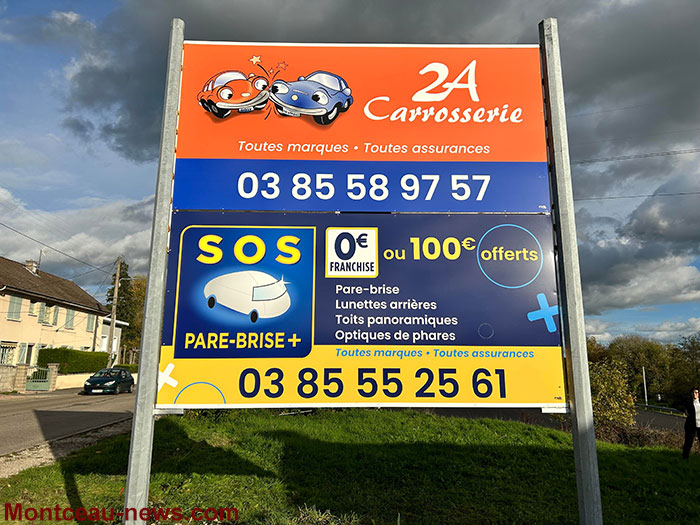 2A
Carrosserie
Toutes marques • Toutes assurances
03 85 58 97 57
SOS
PARE-BRISE+
0€
FRANCHISE
ou 100€ offerts
Pare-brise
Lunettes arrières
Toits panoramiques
Optiques de phares
Toutes marques • Toutes assurances
03 85 55 25 61
Montceau-news.com